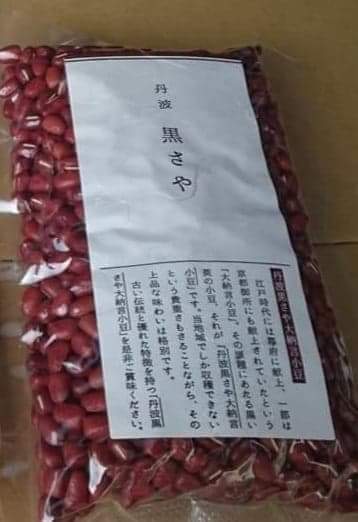 丹波
黒さや
丹波黒さや大納言小豆
江戸時代には幕府に献上、一部は
京都御所にも献上されていたという
「大納言小豆」。その源種にあたる黒い
莢の小豆、それが「丹波黒さや大納言
小豆」です。当地域でしか収穫できない
という貴重さもさることながら、その
上品な味わいは格別です。
古い伝統と優れた特徴を持つ「丹波黒
さや大納言小豆」を是非ご賞味ください。